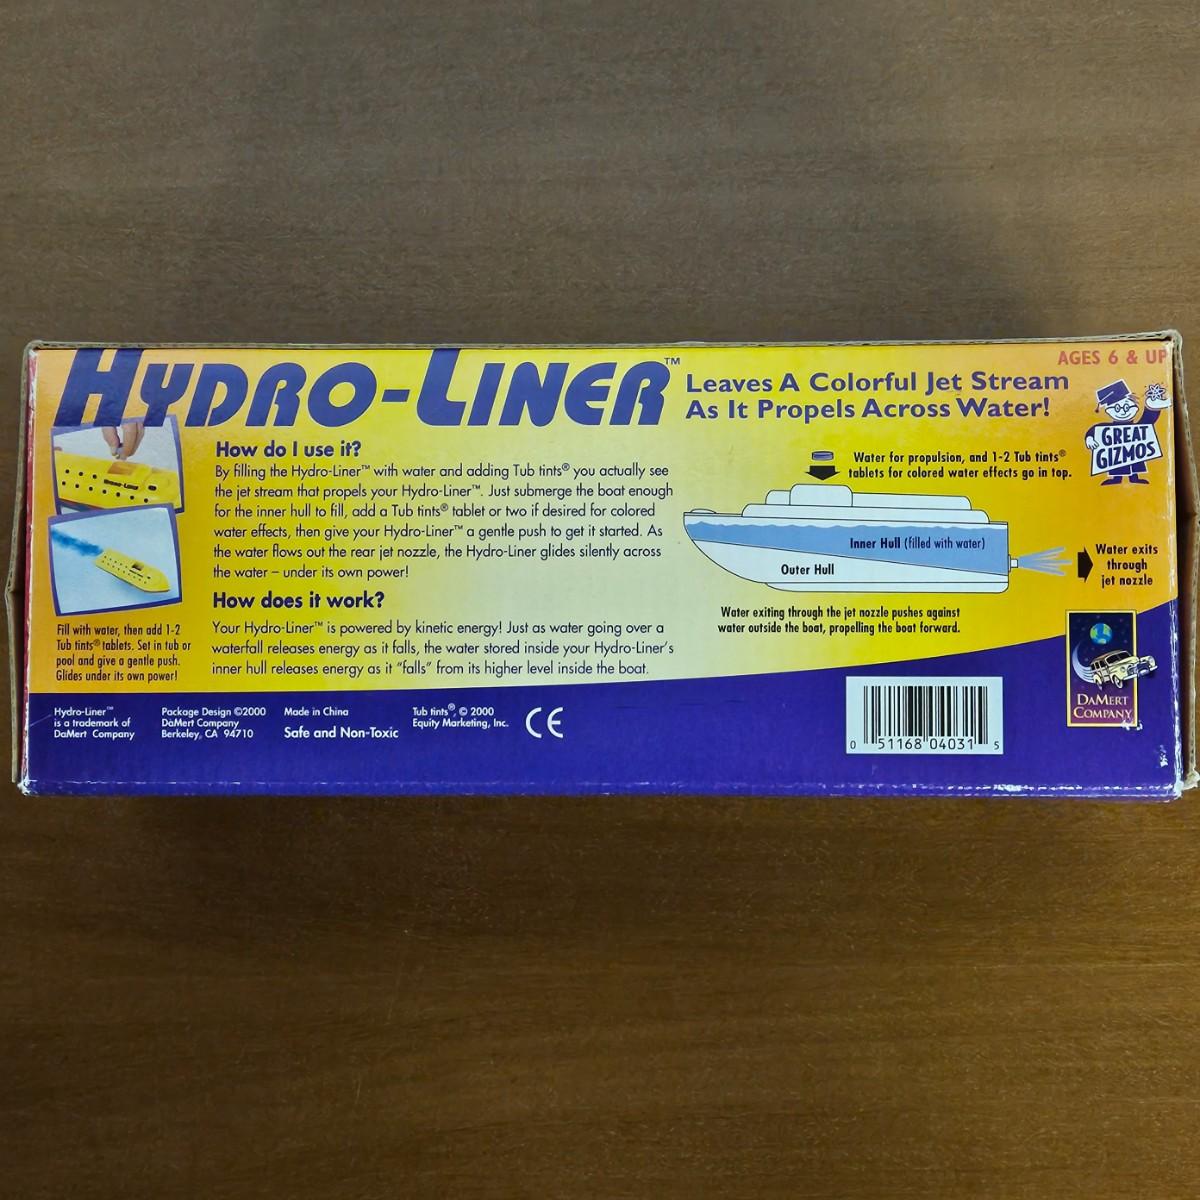 HYDRO-LINER™
Leaves A Colorful Jet Stream
As It Propels Across Water!
AGES 6 & UP
GREAT
GIZMOS
How do I use it?
By filling the Hydro-Liner™ with water and adding Tub tints® you actually see
the jet stream that propels your Hydro-Liner™. Just submerge the boat enough
for the inner hull to fill, add a Tub tints® tablet or two if desired for colored
water effects, then give your Hydro-Liner™ a gentle push to get it started. As
the water flows out the rear jet nozzle, the Hydro-Liner glides silently across
the water – under its own power!
How does it work?
Your Hydro-Liner™ is powered by kinetic energy! Just as water going over a
waterfall releases energy as it falls, the water stored inside your Hydro-Liner's
inner hull releases energy as it "falls" from its higher level inside the boat.
Fill with water, then add 1-2
Tub tints® tablets. Set in tub or
pool and give a gentle push.
Glides under its own power!
Water for propulsion, and 1-2 Tub tints®
tablets for colored water effects go in top.
Inner Hull (filled with water)
Outer Hull
Water exits
through
jet nozzle
Water exiting through the jet nozzle pushes against
water outside the boat, propelling the boat forward.
Hydro-Liner™
is a trademark of
DaMert Company
Package Design ©2000
DaMert Company
Berkeley, CA 94710
Made in China
Safe and Non-Toxic
Tub tints®, © 2000
Equity Marketing, Inc.
CE
0 51168 04031 5
DAMERT
COMPANY